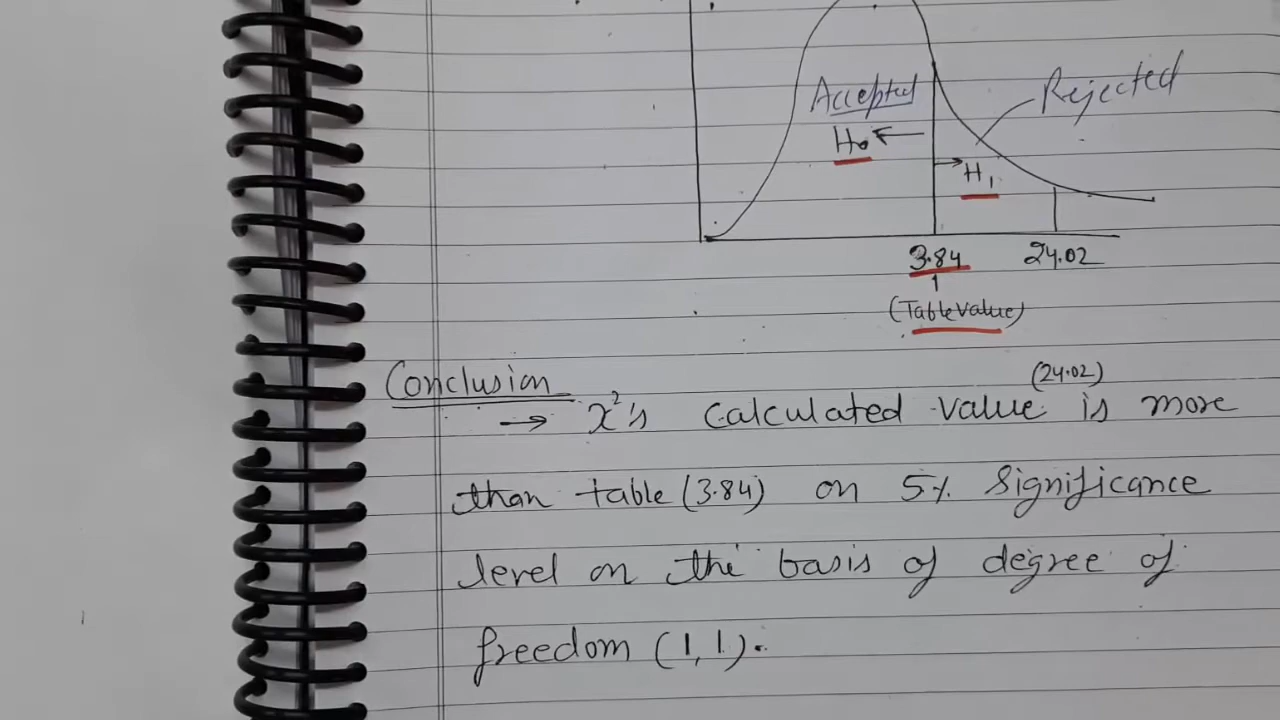 Accepted
Rejected
H₀ ←
→ H₁
3.84
24.02
↑
(Table value)
Conclusion
(24.02)
→ x²'s calculated value is more
than table (3.84) on 5% significance
level on the basis of degree of
freedom (1,1).